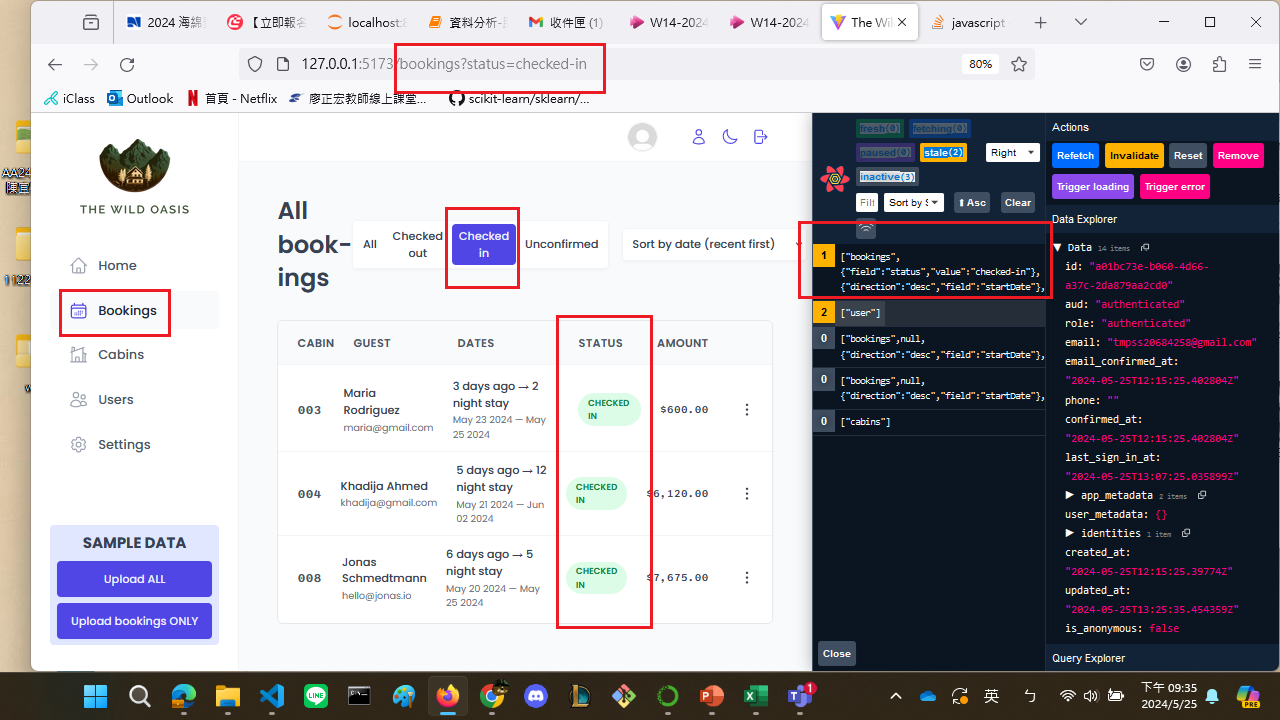 2024 海綿
【立即報名
localhost:8
資料分析-
收件匣 (1)
W14-2024
W14-2024
The Wil
javascript
127.0.0.1:5173/bookings?status=checked-in
80%
iClass
Outlook
首頁 - Netflix
廖正宏教師線上課堂...
scikit-learn/sklearn/...
THE WILD OASIS
Home
Bookings
Cabins
Users
Settings
SAMPLE DATA
Upload ALL
Upload bookings ONLY
All
book-
ings
All
Checked
out
Checked
in
Unconfirmed
Sort by date (recent first)
CABIN GUEST DATES STATUS AMOUNT
003
Maria
Rodriguez
maria@gmail.com
3 days ago → 2
night stay
May 23 2024 — May
25 2024
CHECKED
IN
$600.00
004
Khadija Ahmed
khadija@gmail.com
5 days ago → 12
night stay
May 21 2024 — Jun
02 2024
CHECKED
IN
$6,120.00
008
Jonas
Schmedtmann
hello@jonas.io
6 days ago → 5
night stay
May 20 2024 — May
25 2024
CHECKED
IN
$7,675.00
fresh(0)
fetching(0)
paused(0)
stale(2)
inactive(3)
Right
Filt
Sort by S
Asc
Clear
1
["bookings",
{"field":"status","value":"checked-in"},
{"direction":"desc","field":"startDate"},
2
["user"]
0
["bookings",null,
{"direction":"desc","field":"startDate"},
0
["bookings",null,
{"direction":"desc","field":"startDate"},
0
["cabins"]
Close
Actions
Refetch
Invalidate
Reset
Remove
Trigger loading
Trigger error
Data Explorer
Data 14 items
id: "a01bc73e-b060-4d66-
a37c-2da879aa2cd0"
aud: "authenticated"
role: "authenticated"
email: "tmpss20684258@gmail.com"
email_confirmed_at:
"2024-05-25T12:15:25.402804Z"
phone: ""
confirmed_at:
"2024-05-25T12:15:25.402804Z"
last_sign_in_at:
"2024-05-25T13:07:25.035899Z"
app_metadata 2 items
user_metadata: {}
identities 1 item
created_at:
"2024-05-25T12:15:25.39774Z"
updated_at:
"2024-05-25T13:25:35.454359Z"
is_anonymous: false
Query Explorer
英
ㄅ
下午 09:35
2024/5/25
1
PRE